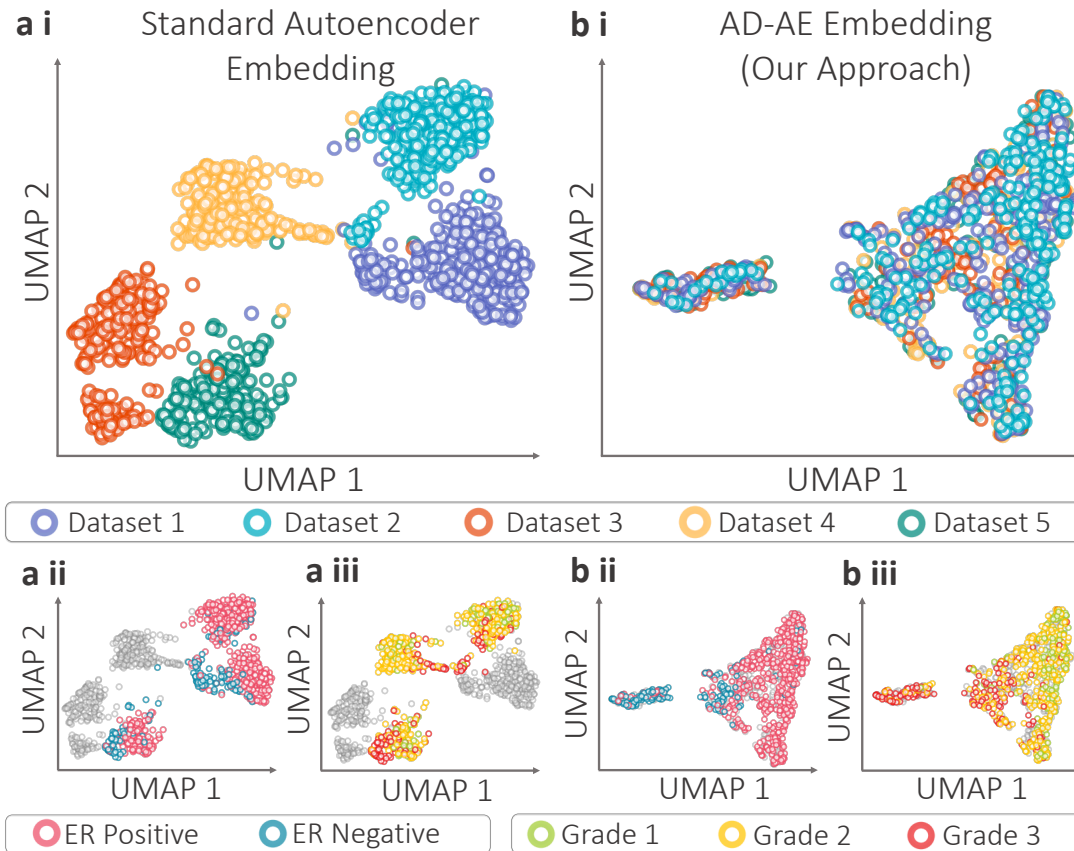 a i
Standard Autoencoder
Embedding
UMAP 2
UMAP 1
b i
AD-AE Embedding
(Our Approach)
UMAP 2
UMAP 1
Dataset 1
Dataset 2
Dataset 3
Dataset 4
Dataset 5
a ii
UMAP 2
UMAP 1
a iii
UMAP 2
UMAP 1
b ii
UMAP 2
UMAP 1
b iii
UMAP 2
UMAP 1
ER Positive
ER Negative
Grade 1
Grade 2
Grade 3